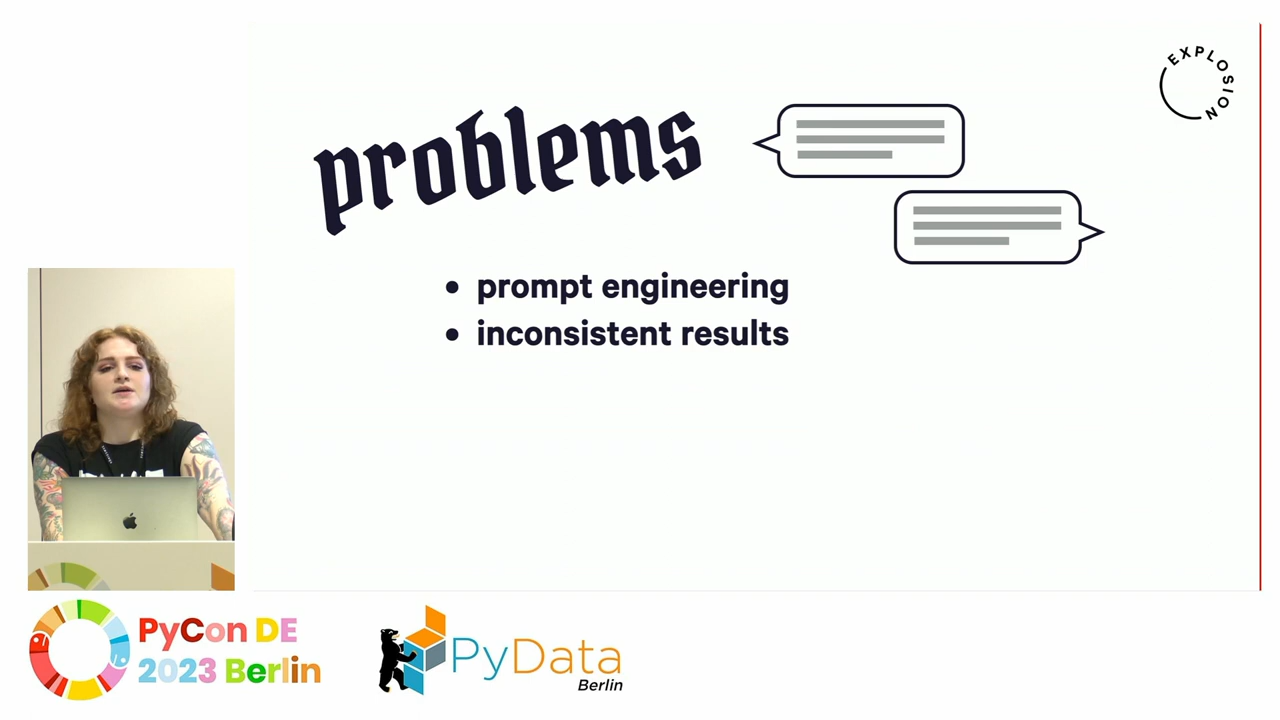 EXPLOSION
problems
prompt engineering
inconsistent results
PyCon DE
2023 Berlin
PyData
Berlin